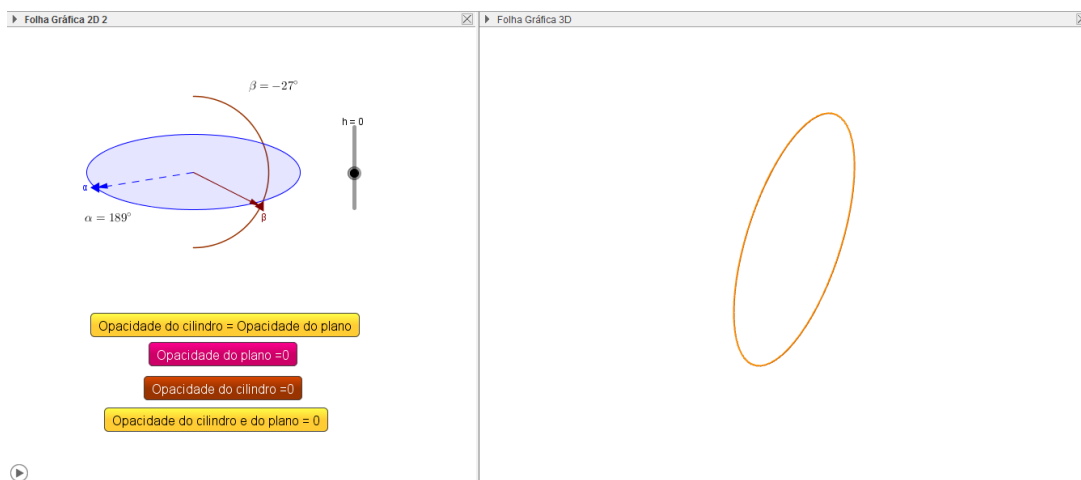 Folha Gráfica 2D 2
Folha Gráfica 3D
β = −27°
h = 0
α
α = 189°
β
Opacidade do cilindro = Opacidade do plano
Opacidade do plano =0
Opacidade do cilindro =0
Opacidade do cilindro e do plano = 0